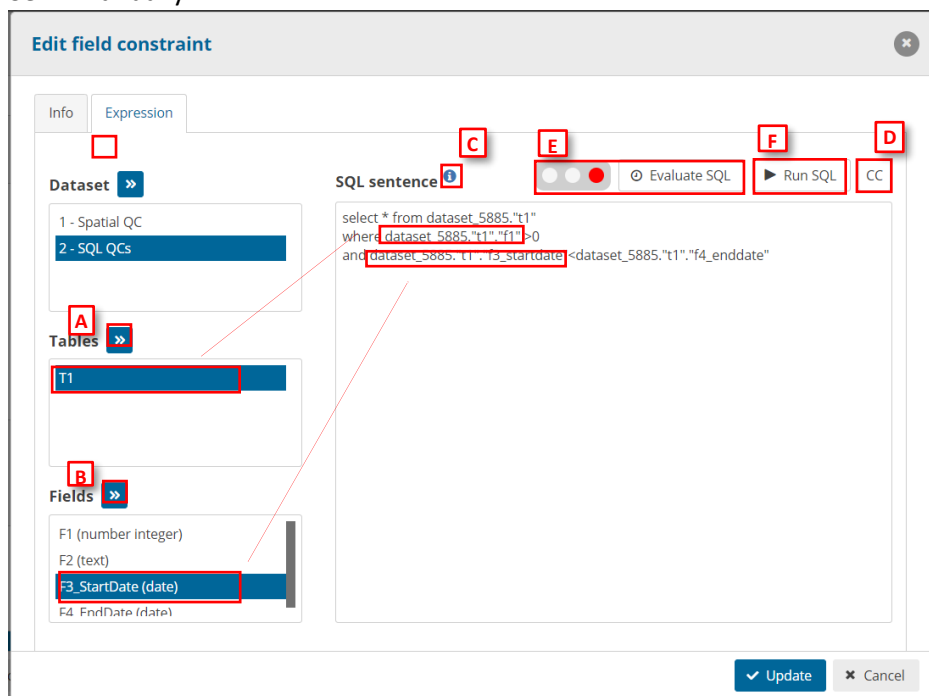 Edit field constraint
Info Expression
C E F D
Dataset »
SQL sentence
Evaluate SQL Run SQL CC
1 - Spatial QC
2 - SQL QCs
select * from dataset_5885."t1"
where dataset_5885."t1"."f1">0
and dataset_5885."t1"."f3_startdate"<dataset_5885."t1"."f4_enddate"
A
Tables »
T1
B
Fields »
F1 (number integer)
F2 (text)
F3_StartDate (date)
F4_EndDate (date)
Update Cancel